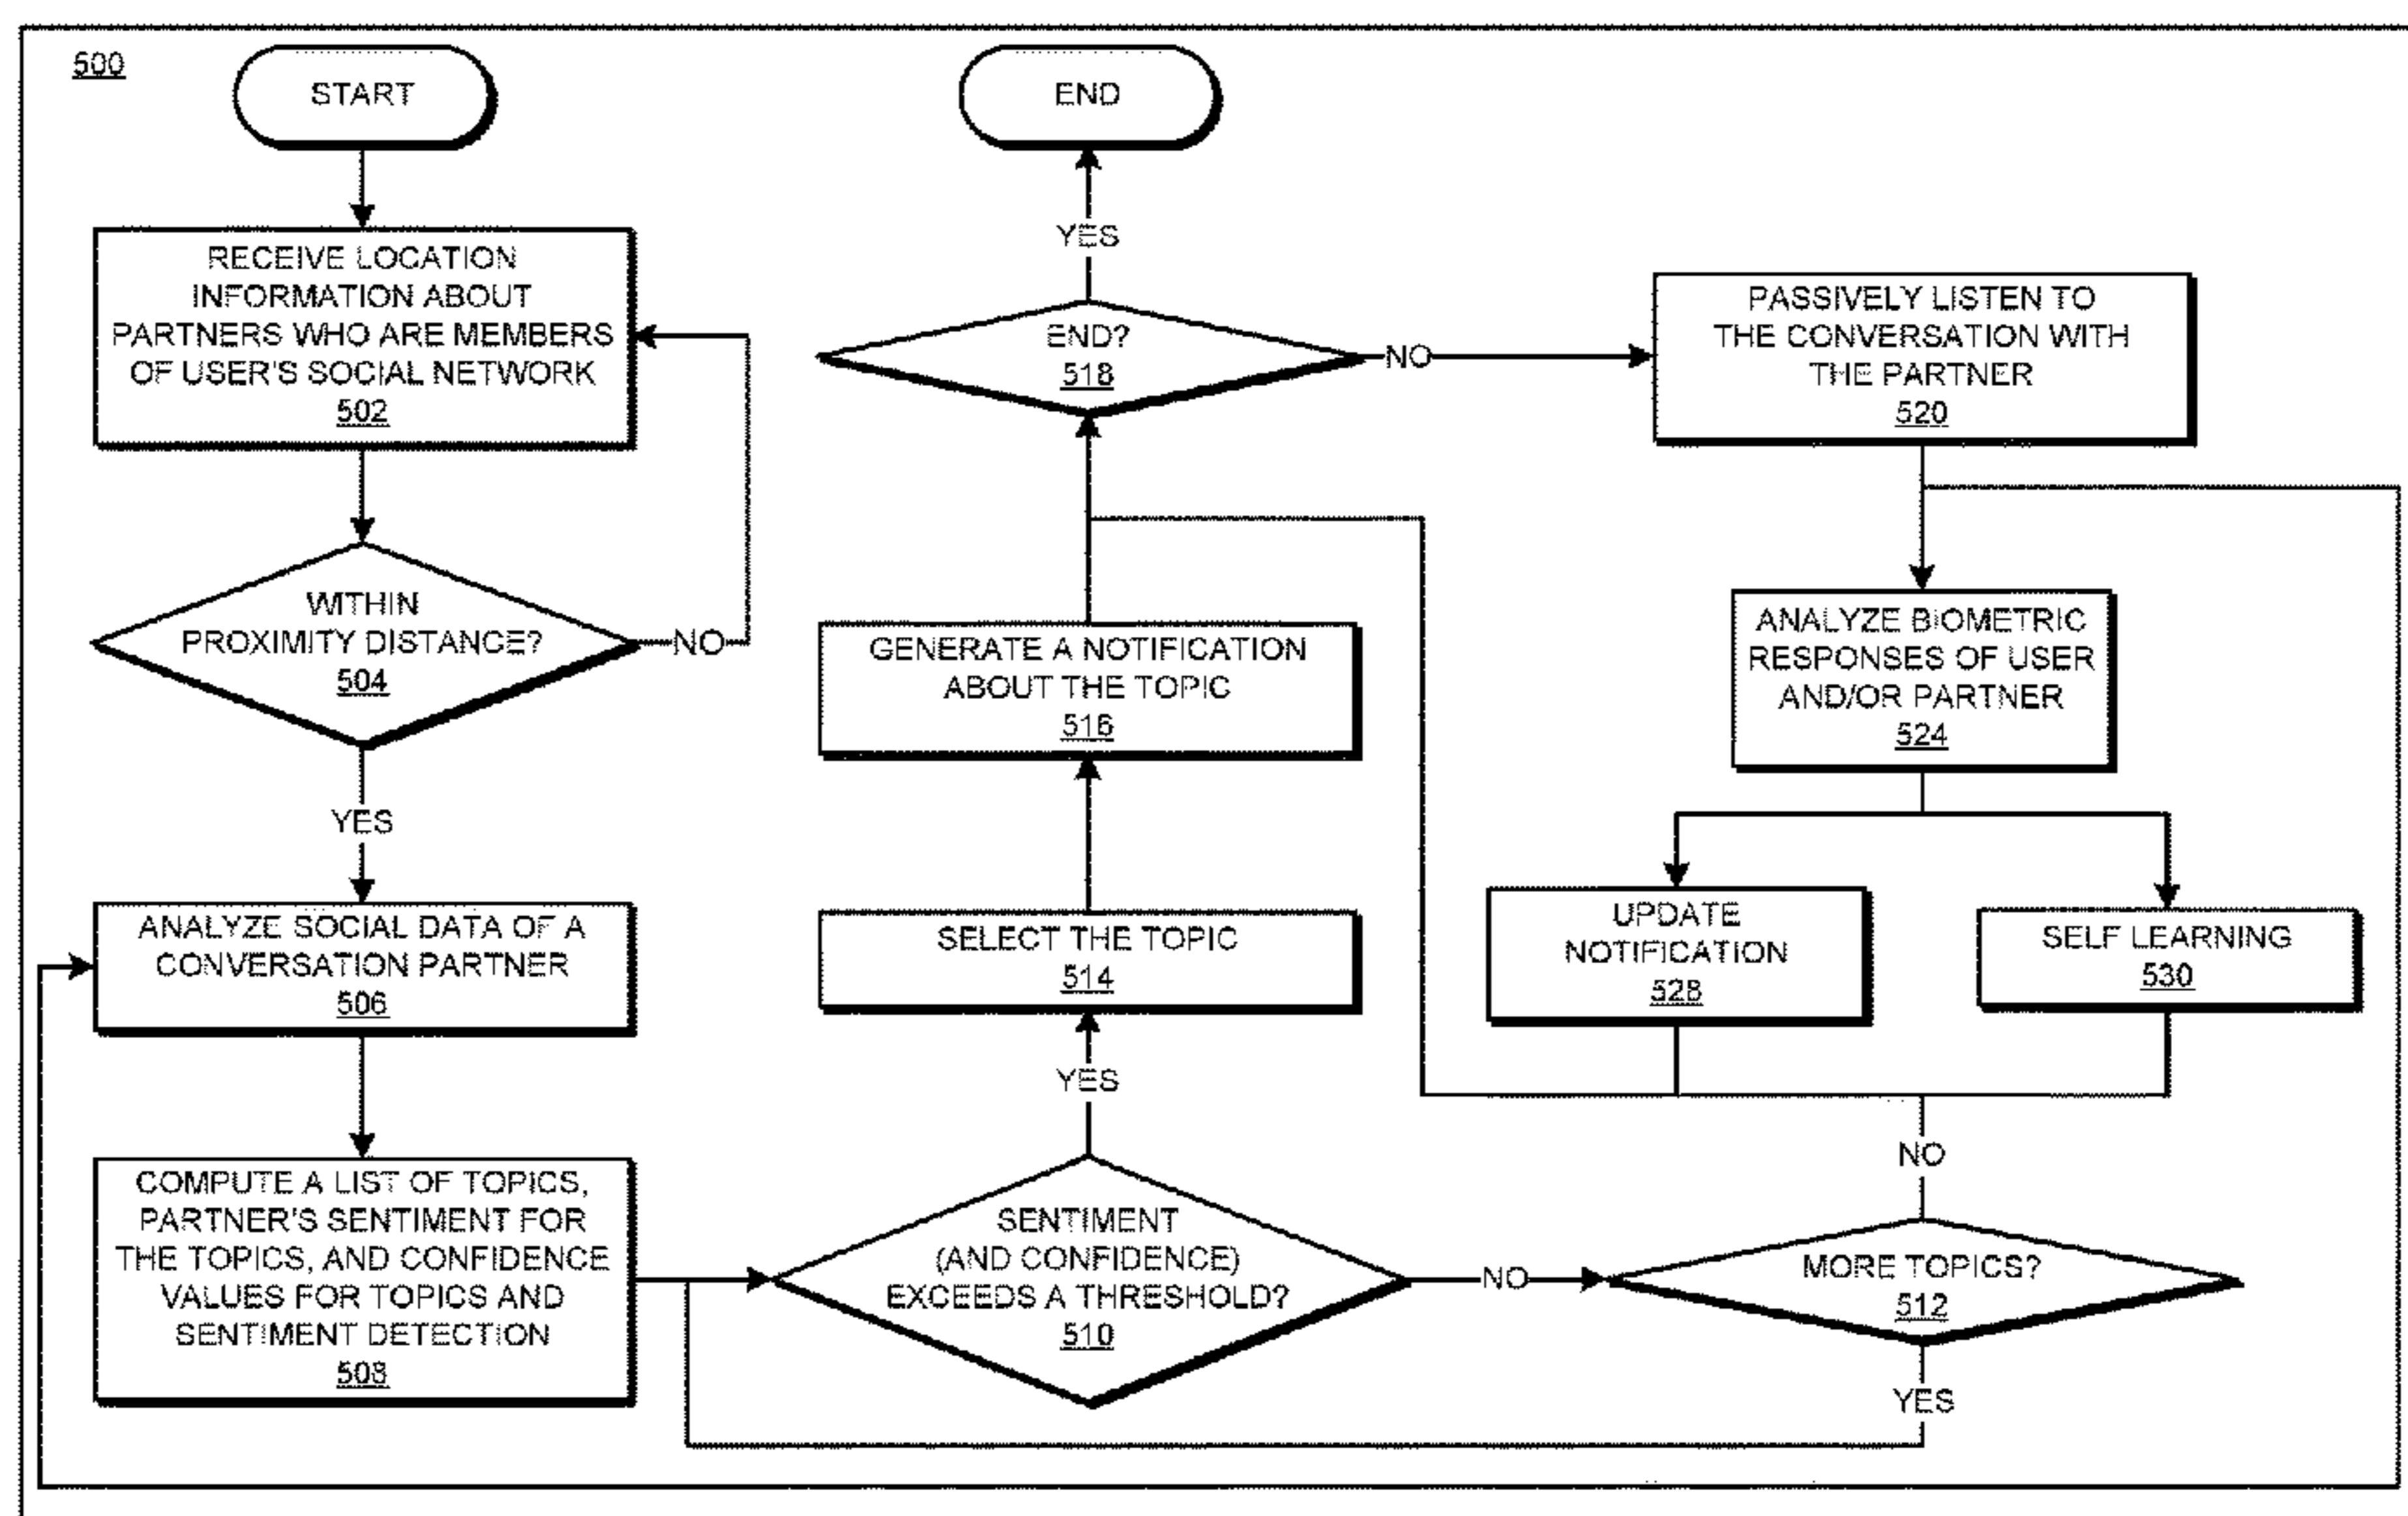 500
START
RECEIVE LOCATION
INFORMATION ABOUT
PARTNERS WHO ARE MEMBERS
OF USER'S SOCIAL NETWORK
502
WITHIN
PROXIMITY DISTANCE?
504
NO
YES
ANALYZE SOCIAL DATA OF A
CONVERSATION PARTNER
506
COMPUTE A LIST OF TOPICS,
PARTNER'S SENTIMENT FOR
THE TOPICS, AND CONFIDENCE
VALUES FOR TOPICS AND
SENTIMENT DETECTION
508
SENTIMENT
(AND CONFIDENCE)
EXCEEDS A THRESHOLD?
510
NO
YES
MORE TOPICS?
512
NO
YES
SELECT THE TOPIC
514
GENERATE A NOTIFICATION
ABOUT THE TOPIC
516
END?
518
YES
END
NO
PASSIVELY LISTEN TO
THE CONVERSATION WITH
THE PARTNER
520
ANALYZE BIOMETRIC
RESPONSES OF USER
AND/OR PARTNER
524
UPDATE
NOTIFICATION
528
SELF LEARNING
530